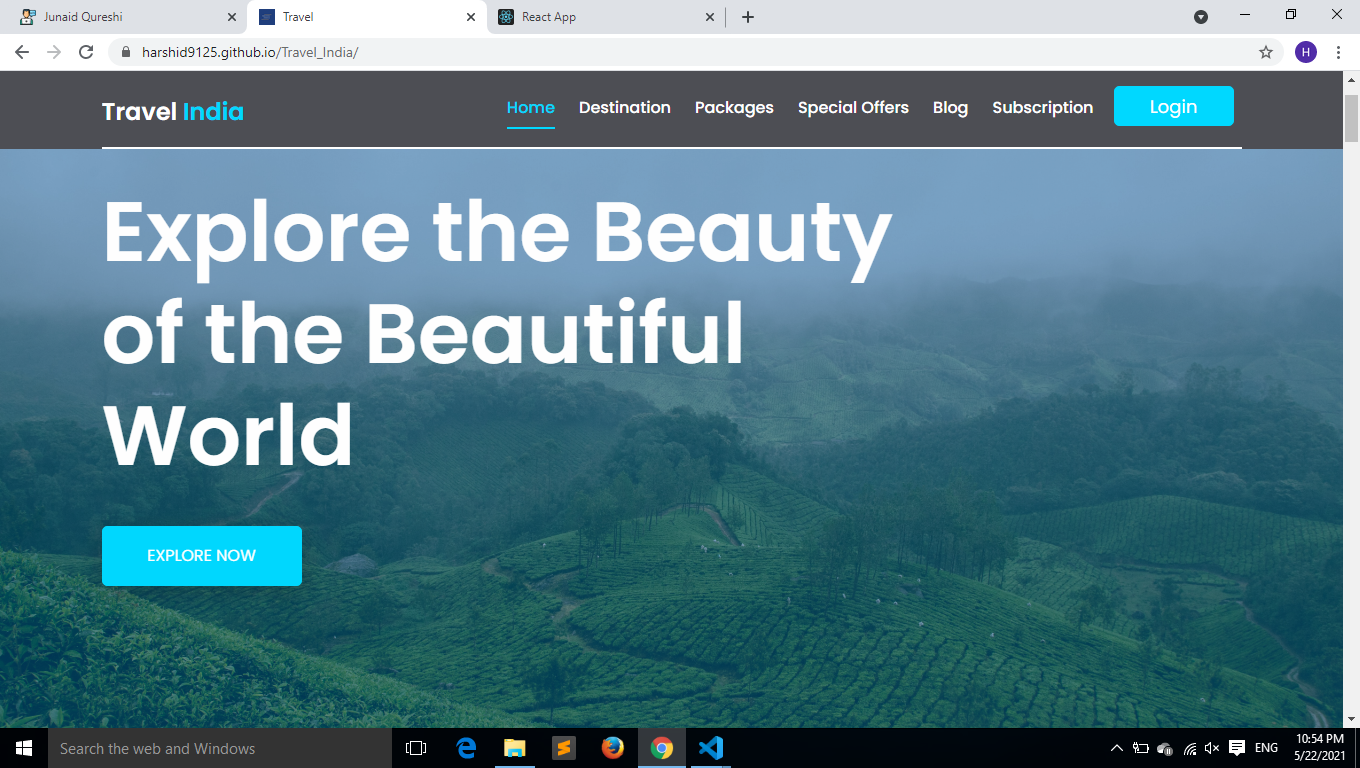 Junaid Qureshi
Travel
React App
harshid9125.github.io/Travel_India/
H
Travel India
Home
Destination
Packages
Special Offers
Blog
Subscription
Login
Explore the Beauty
of the Beautiful
World
EXPLORE NOW
Search the web and Windows
ENG
10:54 PM
5/22/2021